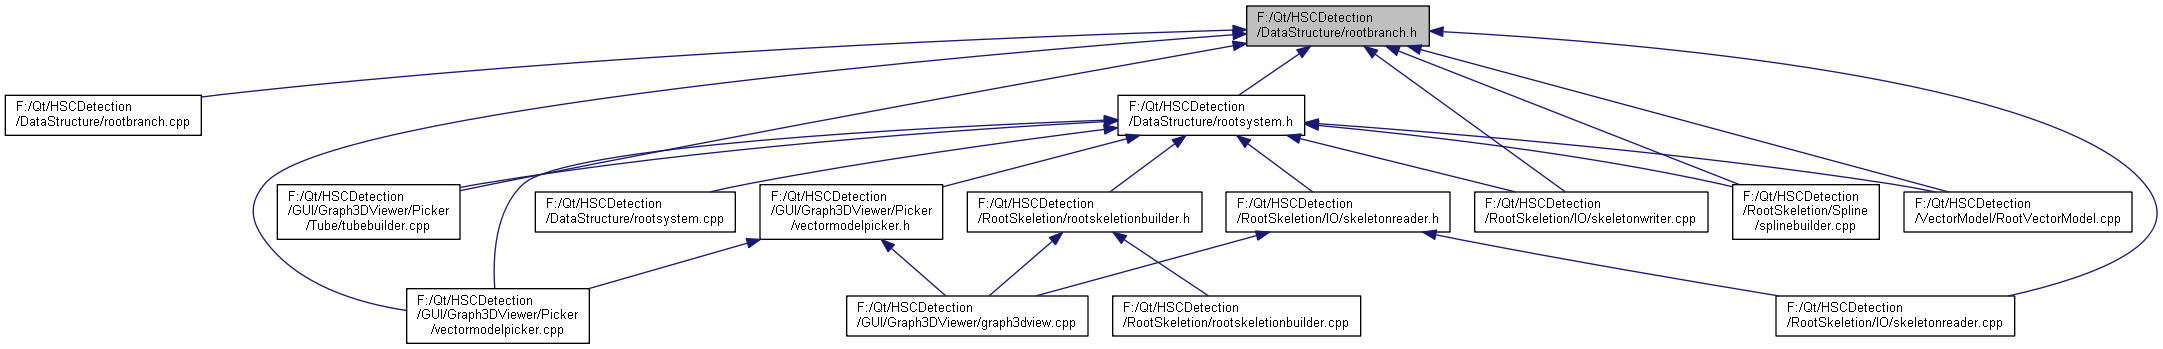 F:/Qt/HSCDetection
/DataStructure/rootbranch.h
F:/Qt/HSCDetection
/DataStructure/rootbranch.cpp
F:/Qt/HSCDetection
/DataStructure/rootsystem.h
F:/Qt/HSCDetection
/GUI/Graph3DViewer/Picker
/Tube/tubebuilder.cpp
F:/Qt/HSCDetection
/DataStructure/rootsystem.cpp
F:/Qt/HSCDetection
/GUI/Graph3DViewer/Picker
/vectormodelpicker.h
F:/Qt/HSCDetection
/RootSkeletion/rootskeletionbuilder.h
F:/Qt/HSCDetection
/RootSkeletion/IO/skeletonreader.h
F:/Qt/HSCDetection
/RootSkeletion/IO/skeletonwriter.cpp
F:/Qt/HSCDetection
/RootSkeletion/Spline
/splinebuilder.cpp
F:/Qt/HSCDetection
/VectorModel/RootVectorModel.cpp
F:/Qt/HSCDetection
/GUI/Graph3DViewer/Picker
/vectormodelpicker.cpp
F:/Qt/HSCDetection
/GUI/Graph3DViewer/graph3dview.cpp
F:/Qt/HSCDetection
/RootSkeletion/rootskeletionbuilder.cpp
F:/Qt/HSCDetection
/RootSkeletion/IO/skeletonreader.cpp